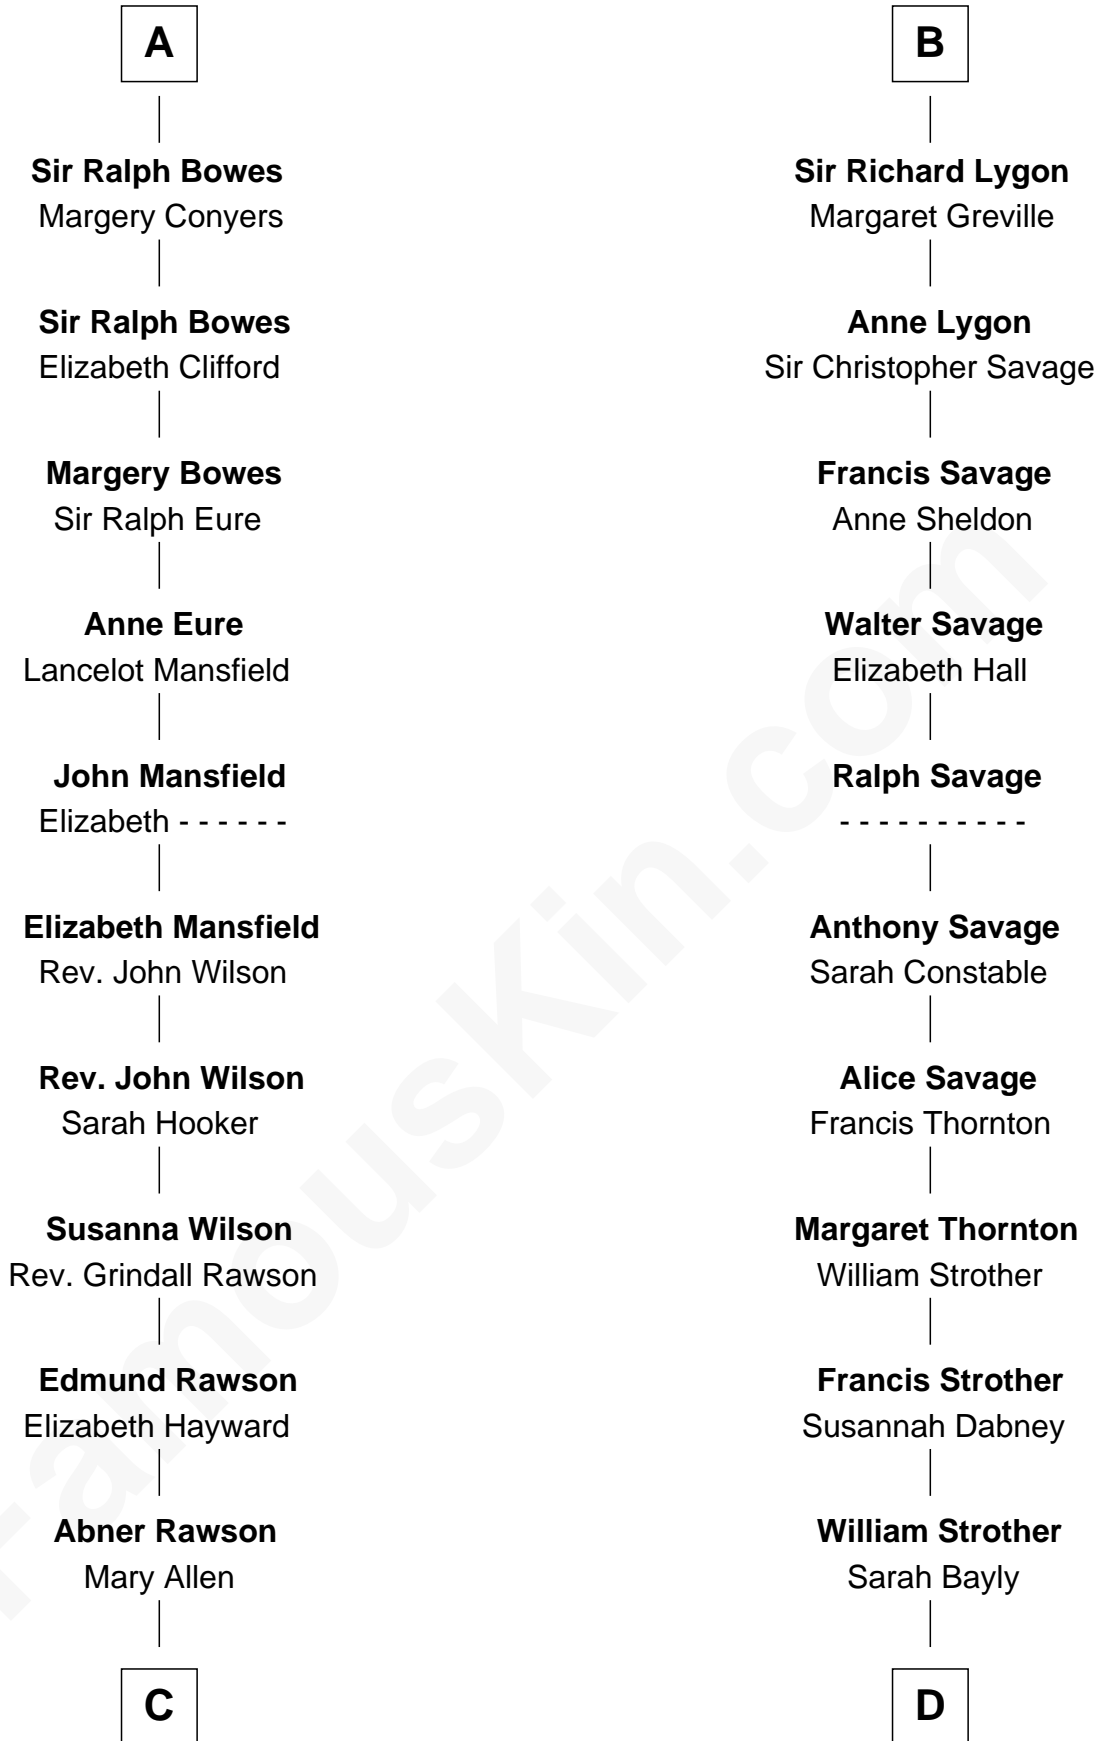 A
Sir Ralph Bowes
Margery Conyers
Sir Ralph Bowes
Elizabeth Clifford
Margery Bowes
Sir Ralph Eure
Anne Eure
Lancelot Mansfield
John Mansfield
Elizabeth - - - - - -
Elizabeth Mansfield
Rev. John Wilson
Rev. John Wilson
Sarah Hooker
Susanna Wilson
Rev. Grindall Rawson
Edmund Rawson
Elizabeth Hayward
Abner Rawson
Mary Allen
C
B
Sir Richard Lygon
Margaret Greville
Anne Lygon
Sir Christopher Savage
Francis Savage
Anne Sheldon
Walter Savage
Elizabeth Hall
Ralph Savage
- - - - - - - - - -
Anthony Savage
Sarah Constable
Alice Savage
Francis Thornton
Margaret Thornton
William Strother
Francis Strother
Susannah Dabney
William Strother
Sarah Bayly
D
FamousKin.com